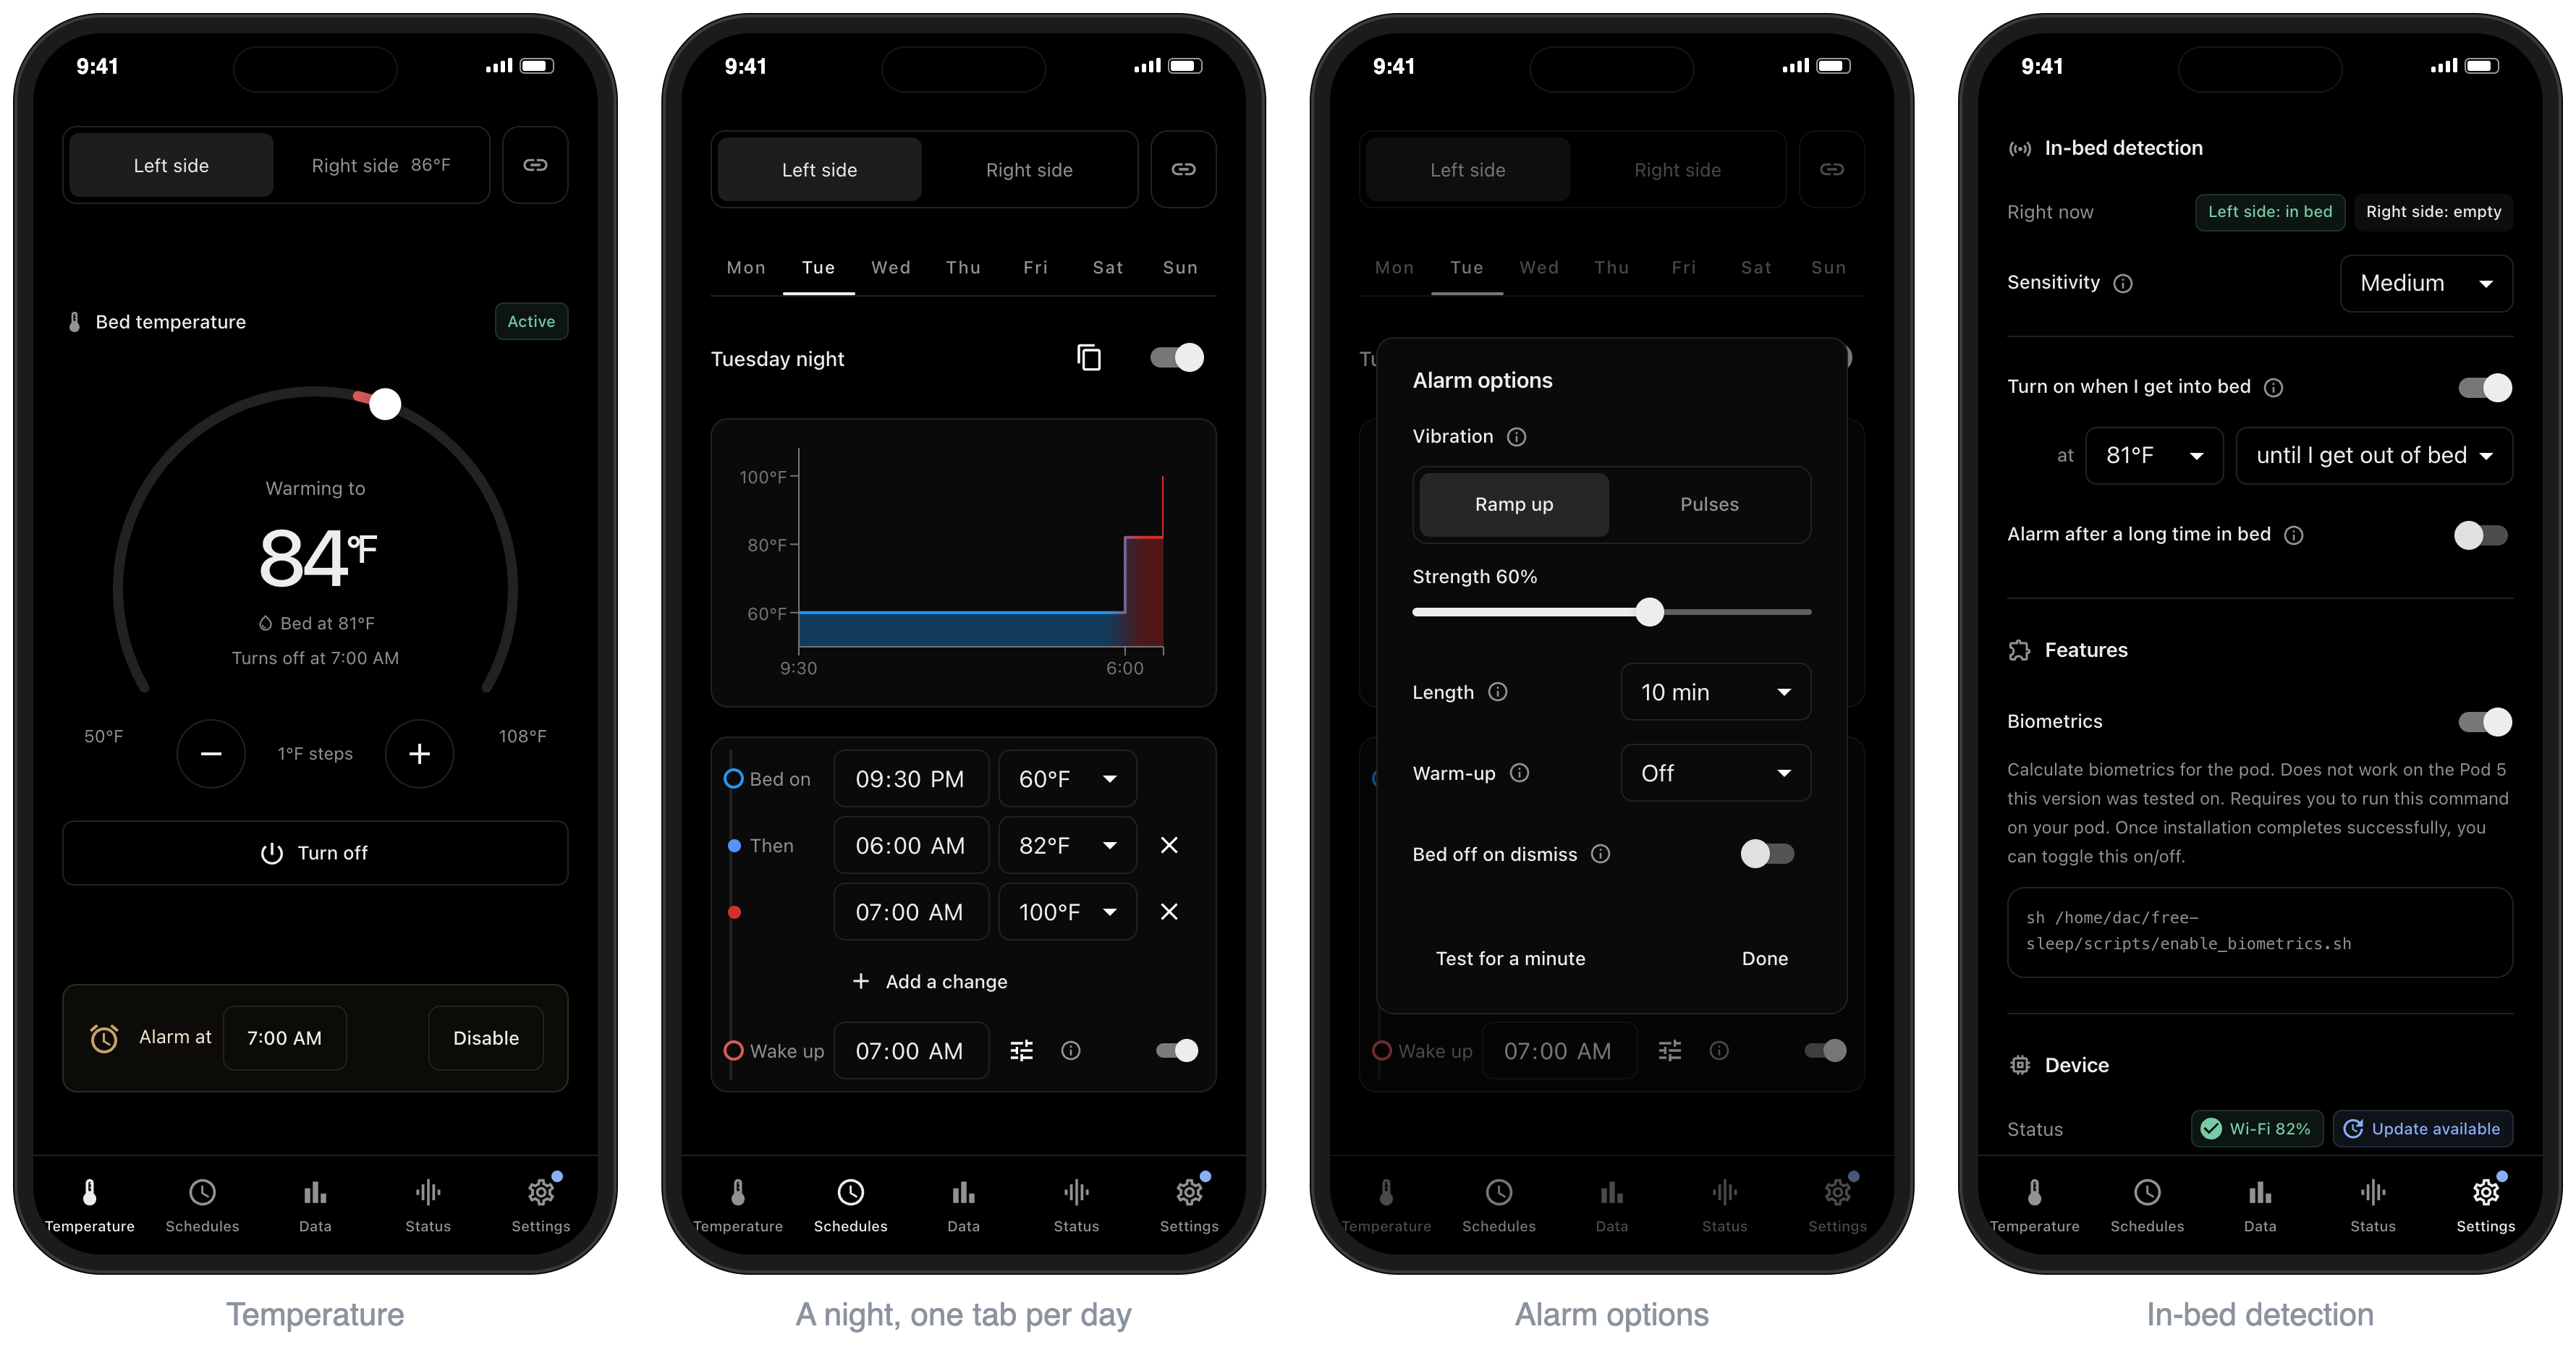 9:41
Left side
Right side 86°F
Bed temperature
Active
Warming to
84°F
Bed at 81°F
Turns off at 7:00 AM
50°F
1°F steps
108°F
Turn off
Alarm at
7:00 AM
Disable
Temperature
Schedules
Data
Status
Settings
Temperature
9:41
Left side
Right side
Mon
Tue
Wed
Thu
Fri
Sat
Sun
Tuesday night
100°F
80°F
60°F
9:30
6:00
Bed on
09:30 PM
60°F
Then
06:00 AM
82°F
07:00 AM
100°F
Add a change
Wake up
07:00 AM
Temperature
Schedules
Data
Status
Settings
A night, one tab per day
9:41
Left side
Right side
Mon
Tue
Wed
Thu
Fri
Sat
Sun
Alarm options
Vibration
Ramp up
Pulses
Strength 60%
Length
10 min
Warm-up
Off
Bed off on dismiss
Test for a minute
Done
Wake up
07:00 AM
Temperature
Schedules
Data
Status
Settings
Alarm options
9:41
In-bed detection
Right now
Left side: in bed
Right side: empty
Sensitivity
Medium
Turn on when I get into bed
at
81°F
until I get out of bed
Alarm after a long time in bed
Features
Biometrics
Calculate biometrics for the pod. Does not work on the Pod 5
this version was tested on. Requires you to run this command
on your pod. Once installation completes successfully, you
can toggle this on/off.
sh /home/dac/free-
sleep/scripts/enable_biometrics.sh
Device
Status
Wi-Fi 82%
Update available
Temperature
Schedules
Data
Status
Settings
In-bed detection